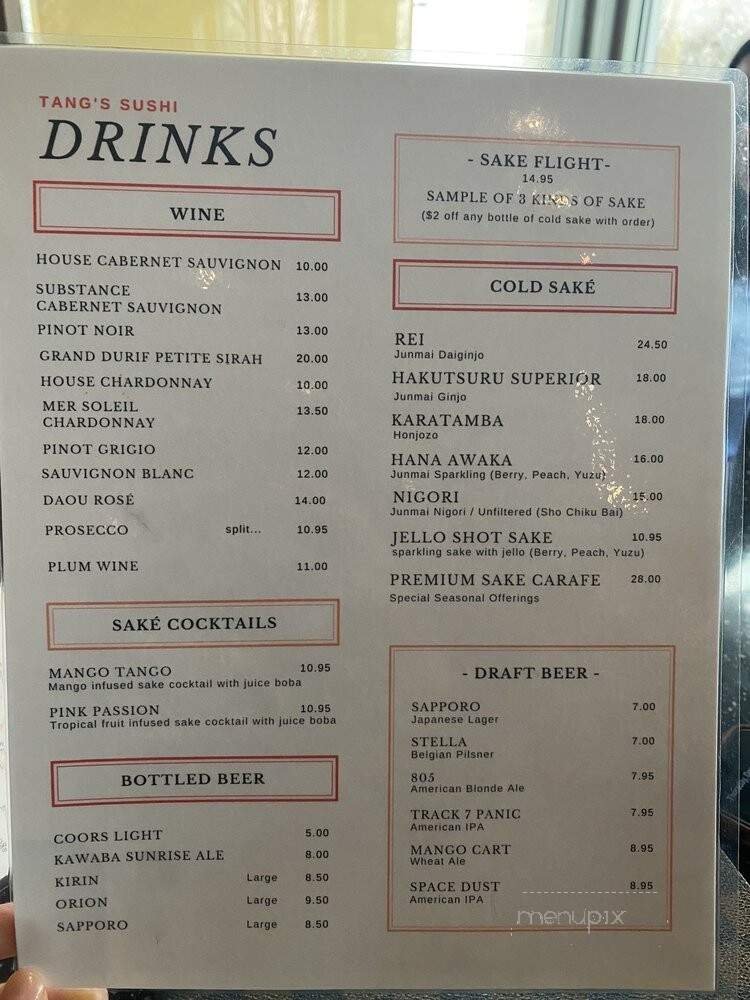 TANG'S SUSHI
DRINKS
WINE
HOUSE CABERNET SAUVIGNON 10.00
SUBSTANCE
CABERNET SAUVIGNON 13.00
PINOT NOIR 13.00
GRAND DURIF PETITE SIRAH 20.00
HOUSE CHARDONNAY 10.00
MER SOLEIL
CHARDONNAY 13.50
PINOT GRIGIO 12.00
SAUVIGNON BLANC 12.00
DAOU ROSÉ 14.00
PROSECCO split... 10.95
PLUM WINE 11.00
SAKÉ COCKTAILS
MANGO TANGO 10.95
Mango infused sake cocktail with juice boba
PINK PASSION 10.95
Tropical fruit infused sake cocktail with juice boba
BOTTLED BEER
COORS LIGHT 5.00
KAWABA SUNRISE ALE 8.00
KIRIN Large 8.50
ORION Large 9.50
SAPPORO Large 8.50
- SAKE FLIGHT-
14.95
SAMPLE OF 3 KINDS OF SAKE
($2 off any bottle of cold sake with order)
COLD SAKÉ
REI 24.50
Junmai Daiginjo
HAKUTSURU SUPERIOR 18.00
Junmai Ginjo
KARATAMBA 18.00
Honjozo
HANA AWAKA 16.00
Junmai Sparkling (Berry, Peach, Yuzu)
NIGORI 15.00
Junmai Nigori / Unfiltered (Sho Chiku Bai)
JELLO SHOT SAKE 10.95
sparkling sake with jello (Berry, Peach, Yuzu)
PREMIUM SAKE CARAFE 28.00
Special Seasonal Offerings
- DRAFT BEER -
SAPPORO 7.00
Japanese Lager
STELLA 7.00
Belgian Pilsner
805 7.95
American Blonde Ale
TRACK 7 PANIC 7.95
American IPA
MANGO CART 8.95
Wheat Ale
SPACE DUST 8.95
American IPA
menupix